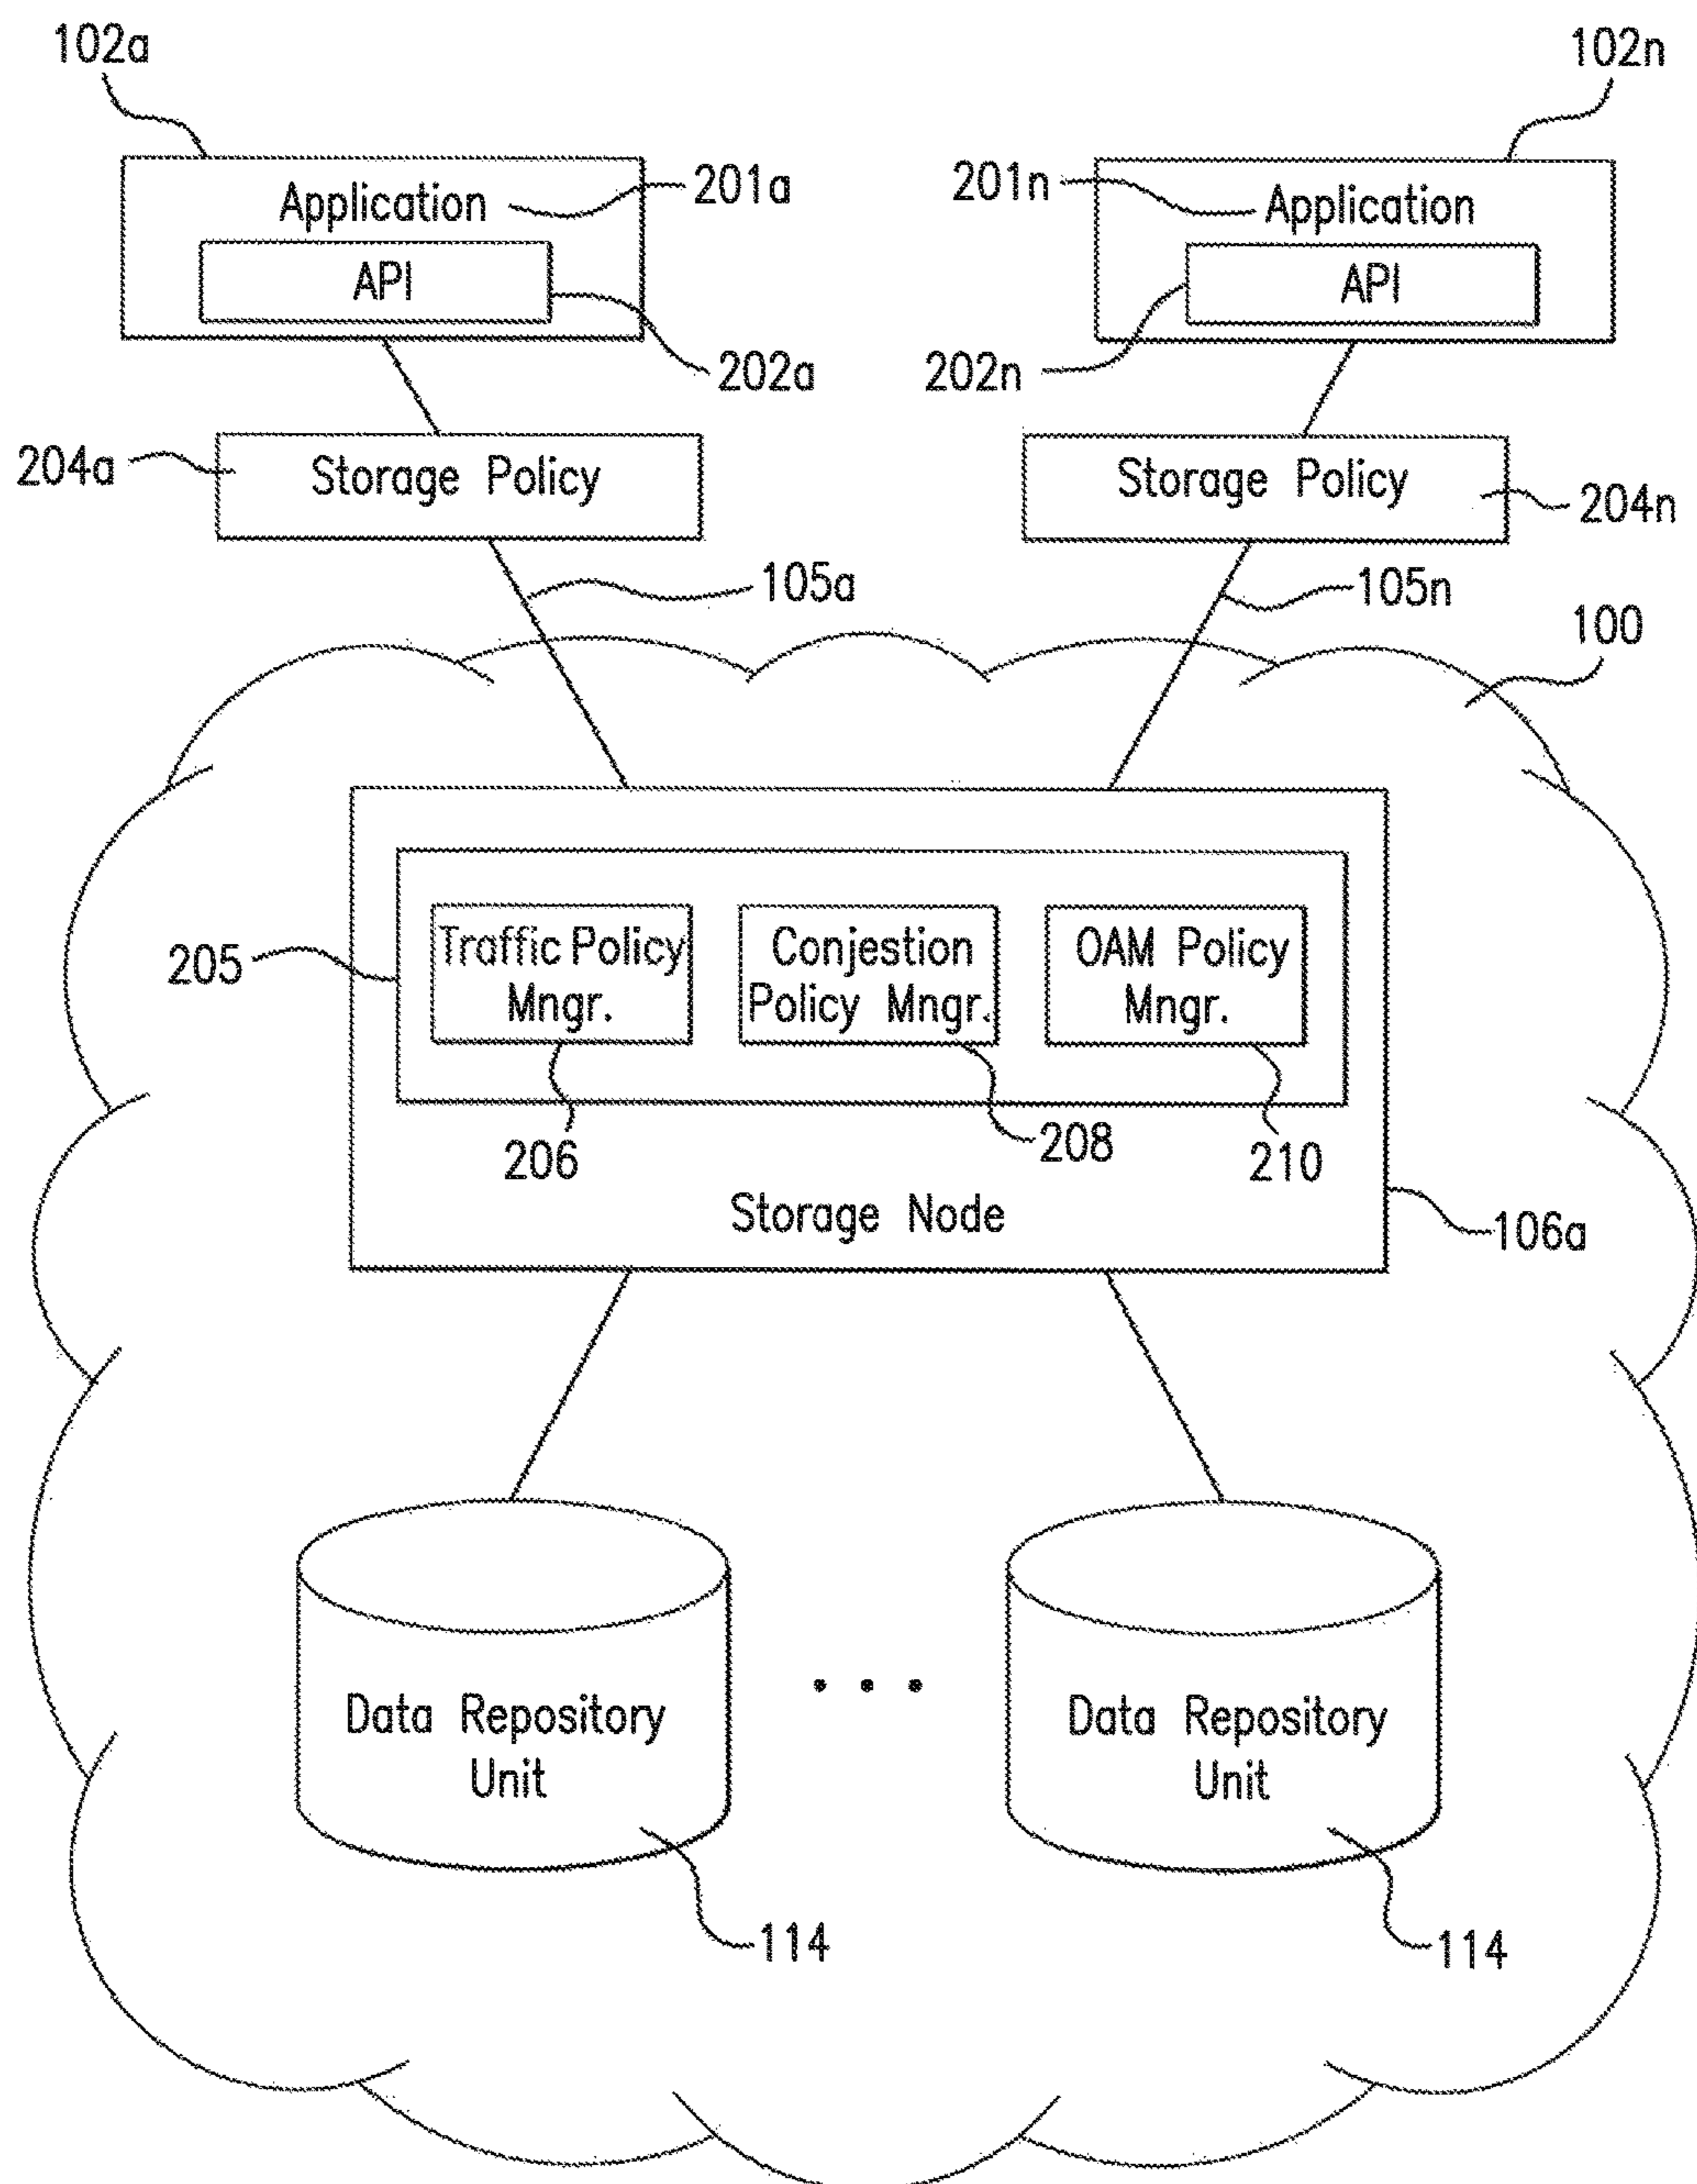 102a
102n
Application
201a
201n
Application
API
API
202a
202n
204a
Storage Policy
Storage Policy
204n
105a
105n
100
205
Traffic Policy
Mngr.
Conjestion
Policy Mngr.
OAM Policy
Mngr.
206
208
210
Storage Node
106a
Data Repository
Unit
...
Data Repository
Unit
114
114